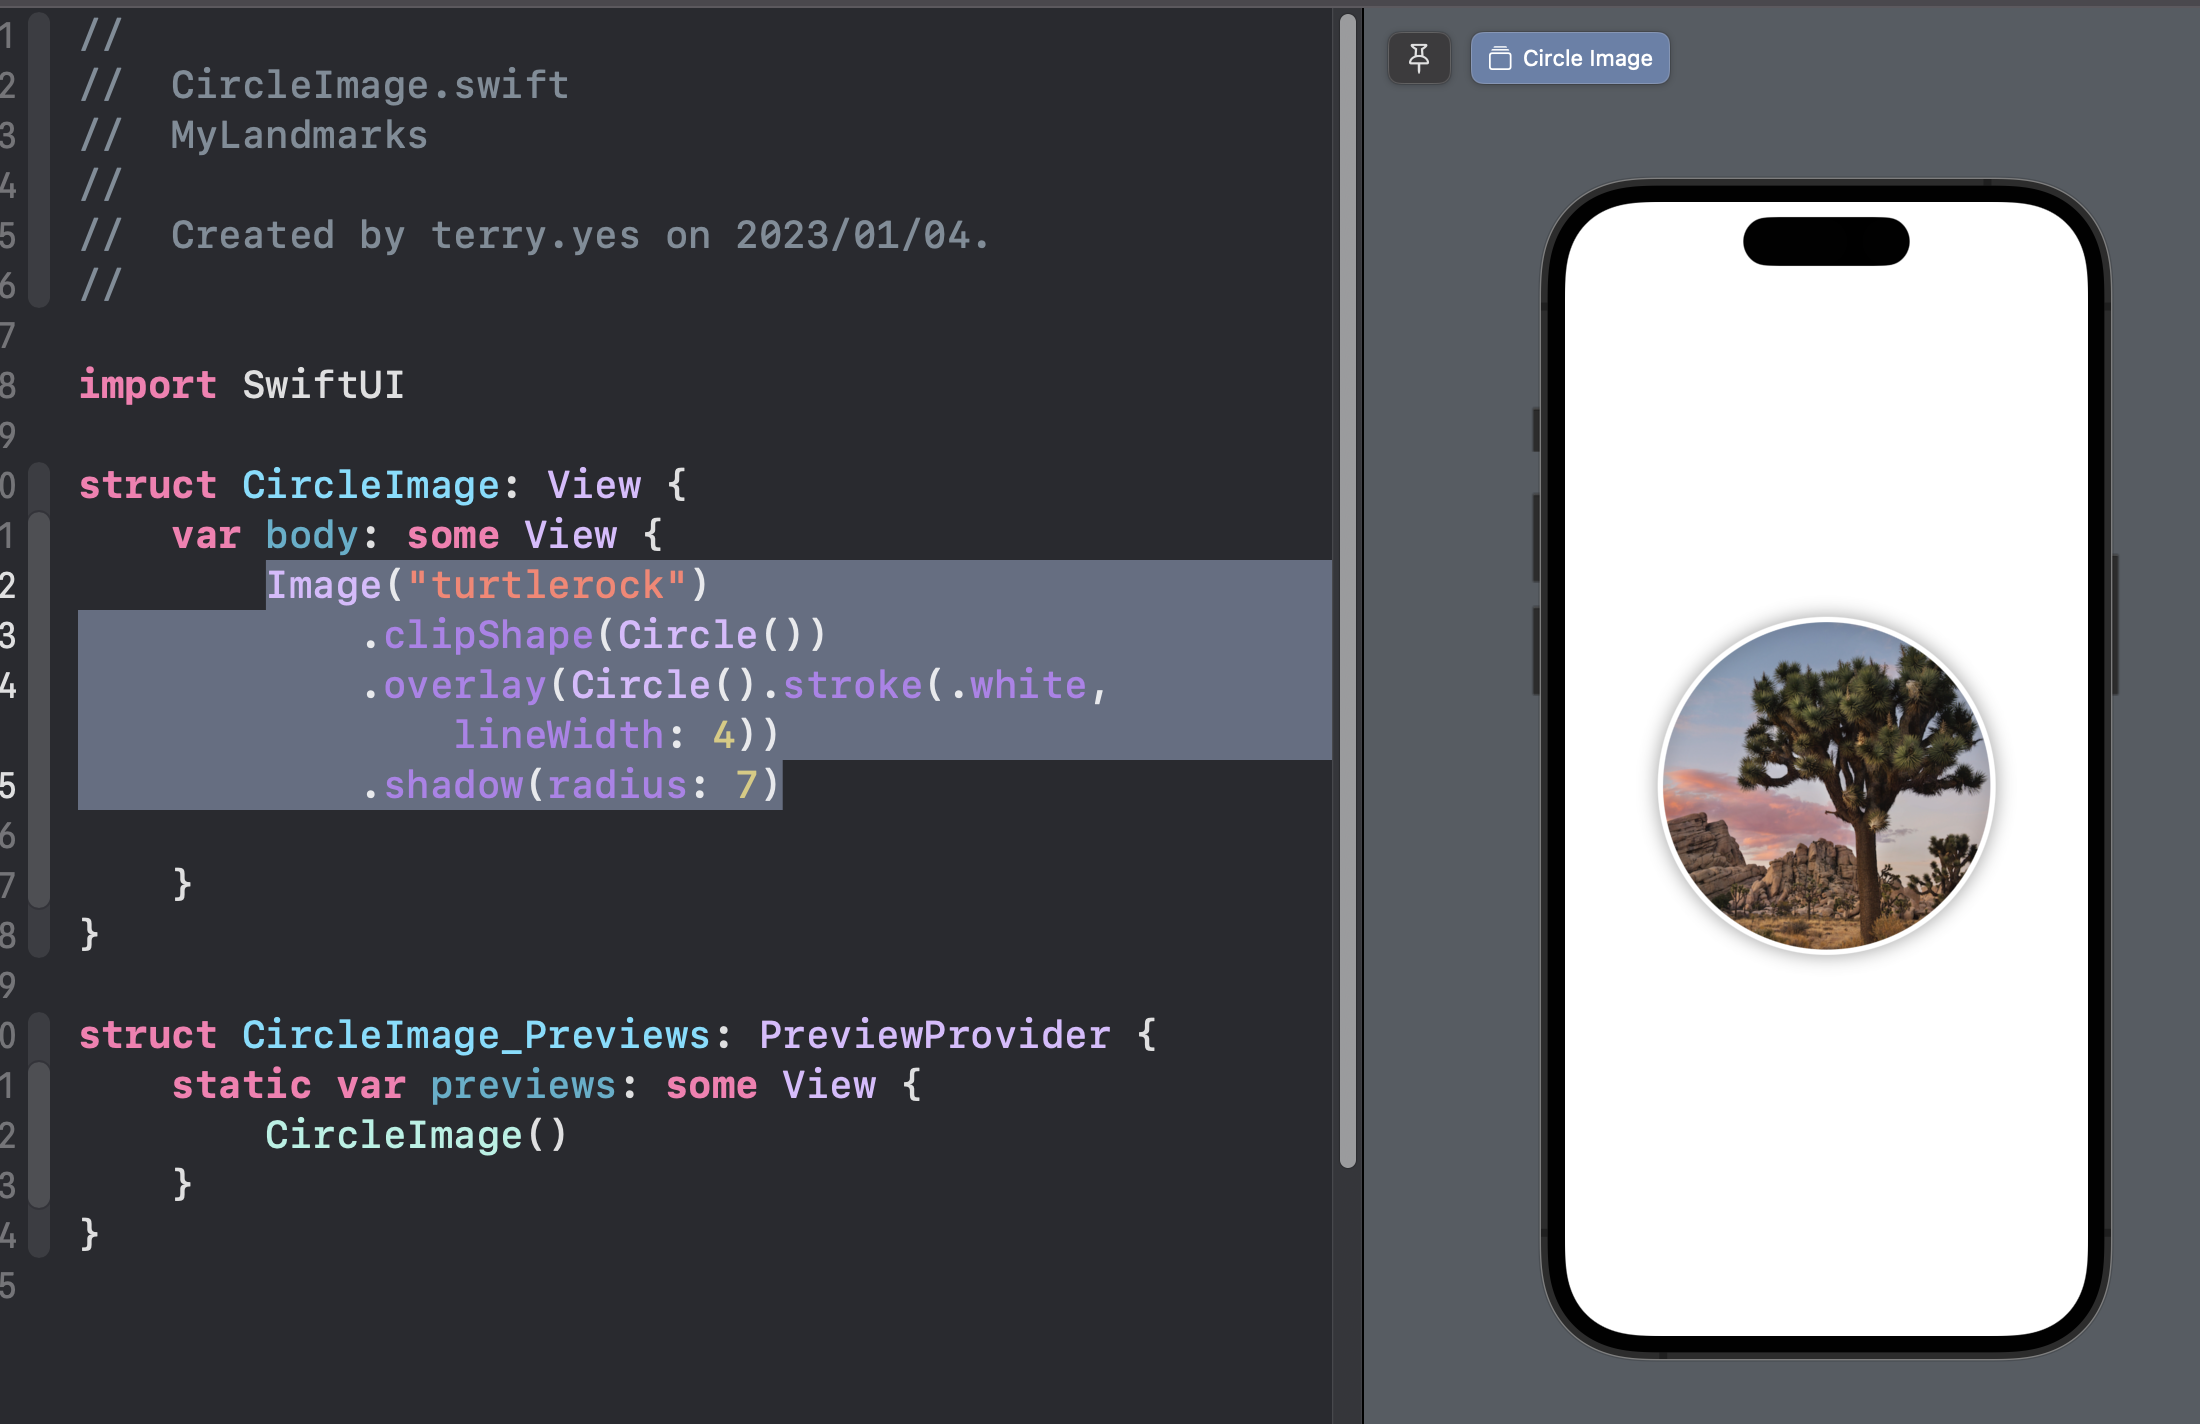 1 //
2 //  CircleImage.swift
3 //  MyLandmarks
4 //
5 //  Created by terry.yes on 2023/01/04.
6 //
7
8 import SwiftUI
9
0 struct CircleImage: View {
1     var body: some View {
2         Image("turtlerock")
3             .clipShape(Circle())
4             .overlay(Circle().stroke(.white,
                lineWidth: 4))
5             .shadow(radius: 7)
6
7     }
8 }
9
0 struct CircleImage_Previews: PreviewProvider {
1     static var previews: some View {
2         CircleImage()
3     }
4 }
5
Circle Image